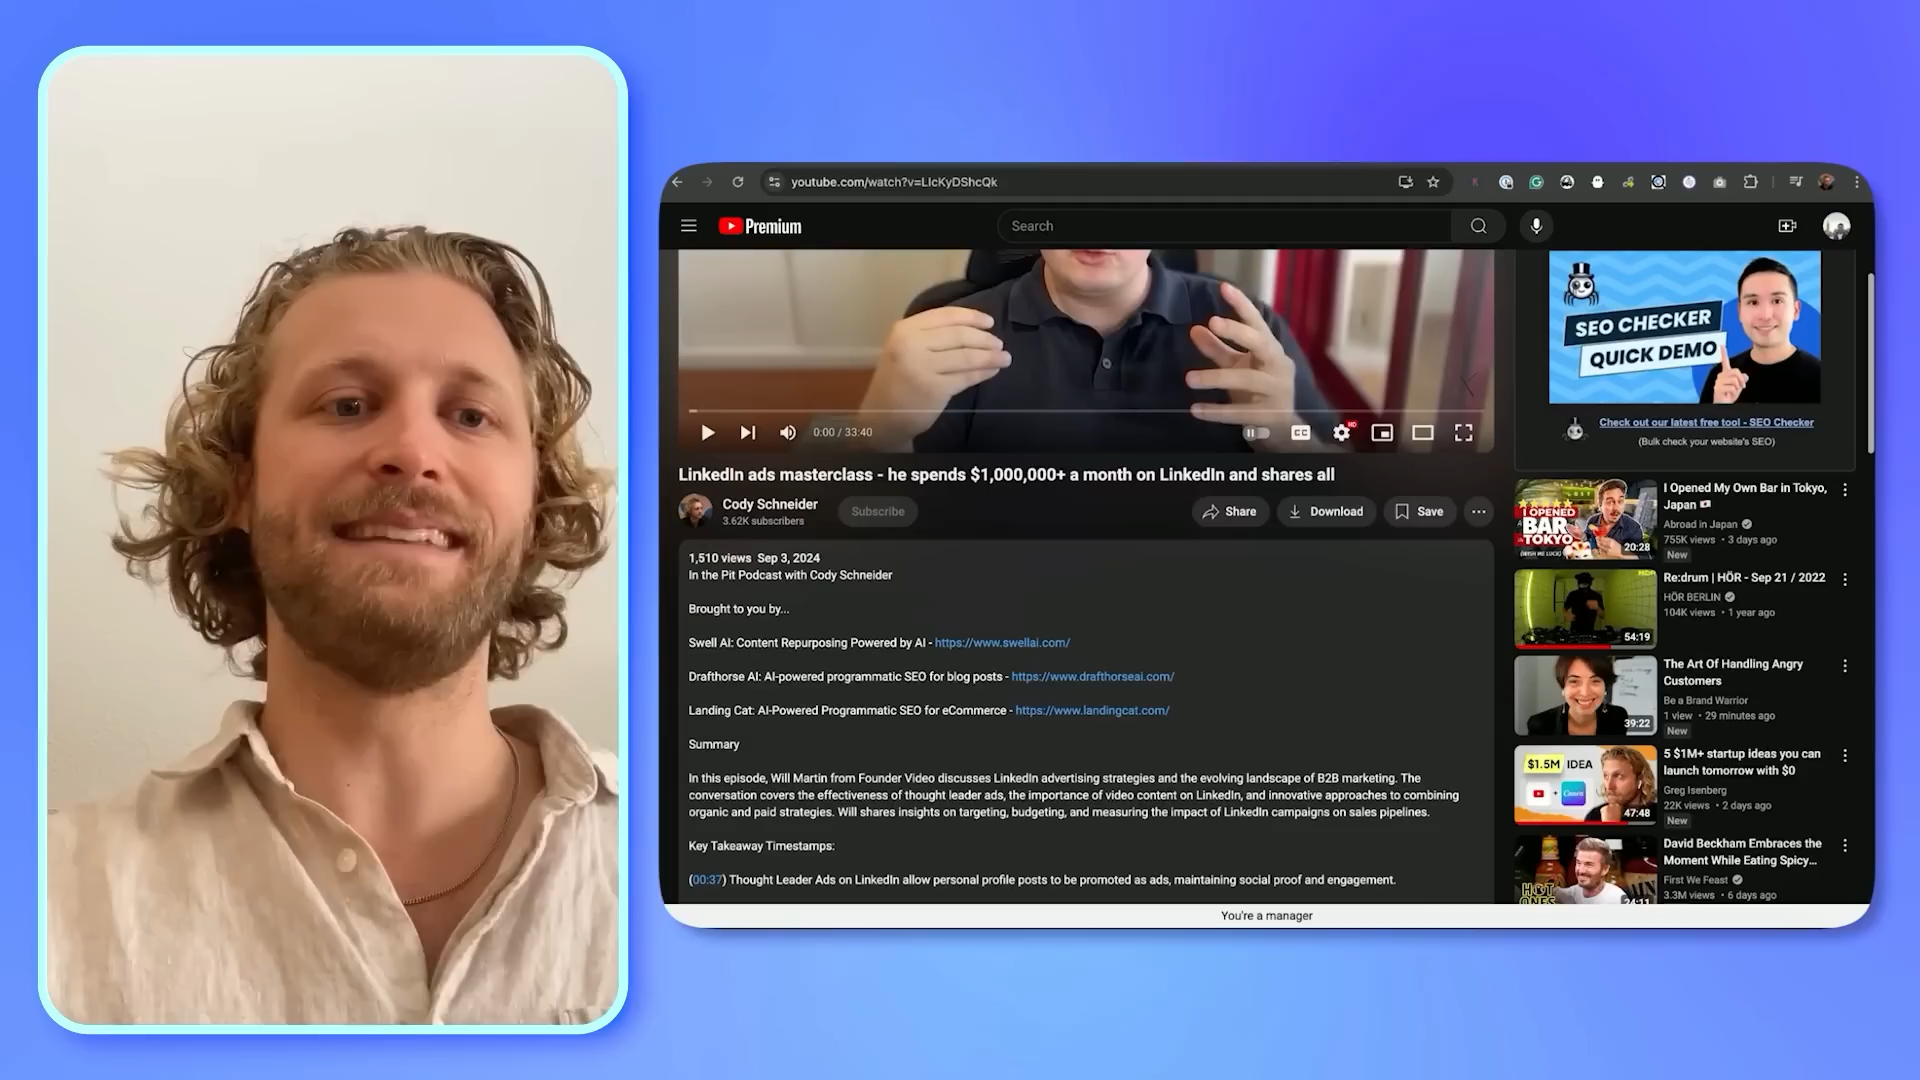 youtube.com/watch?v=LIcKyDShcQk
Premium
Search
0:00 / 33:40
CC
HD
LinkedIn ads masterclass - he spends $1,000,000+ a month on LinkedIn and shares all
Cody Schneider
3.62K subscribers
Subscribe
Share
Download
Save
1,510 views Sep 3, 2024
In the Pit Podcast with Cody Schneider
Brought to you by...
Swell AI: Content Repurposing Powered by AI - https://www.swellai.com/
Drafthorse AI: AI-powered programmatic SEO for blog posts - https://www.drafthorseai.com/
Landing Cat: AI-Powered Programmatic SEO for eCommerce - https://www.landingcat.com/
Summary
In this episode, Will Martin from Founder Video discusses LinkedIn advertising strategies and the evolving landscape of B2B marketing. The
conversation covers the effectiveness of thought leader ads, the importance of video content on LinkedIn, and innovative approaches to combining
organic and paid strategies. Will shares insights on targeting, budgeting, and measuring the impact of LinkedIn campaigns on sales pipelines.
Key Takeaway Timestamps:
(00:37) Thought Leader Ads on LinkedIn allow personal profile posts to be promoted as ads, maintaining social proof and engagement.
SEO CHECKER
QUICK DEMO
Check out our latest free tool - SEO Checker
(Bulk check your website's SEO)
I OPENED
BAR
TOKYO
20:28
I Opened My Own Bar in Tokyo,
Japan
Abroad in Japan
755K views • 3 days ago
New
54:19
Re:drum | HÖR - Sep 21 / 2022
HÖR BERLIN
104K views • 1 year ago
39:22
The Art Of Handling Angry
Customers
Be a Brand Warrior
1 view • 29 minutes ago
New
$1.5M IDEA
Canva
47:48
5 $1M+ startup ideas you can
launch tomorrow with $0
Greg Isenberg
22K views • 2 days ago
New
HOT
ONES
24:11
David Beckham Embraces the
Moment While Eating Spicy...
First We Feast
3.3M views • 6 days ago
You're a manager